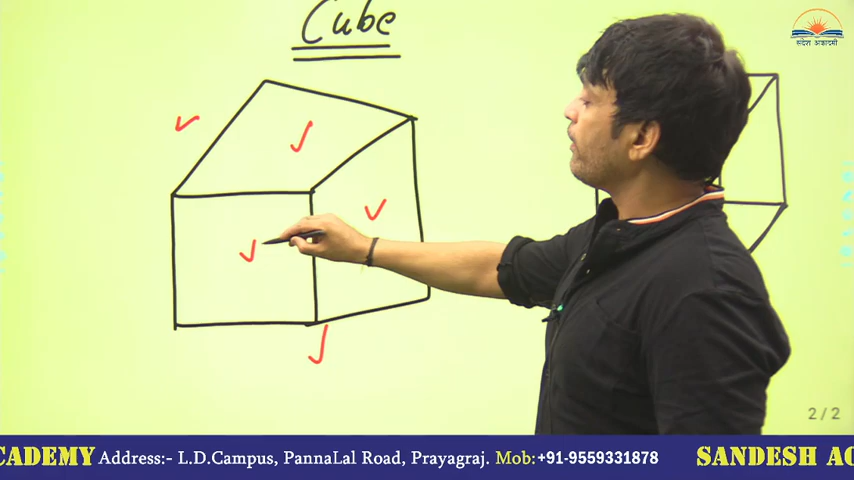 Cube
संदेश अकादमी
2/2
CADEMY Address:- L.D.Campus, PannaLal Road, Prayagraj. Mob:+91-9559331878 SANDESH AC